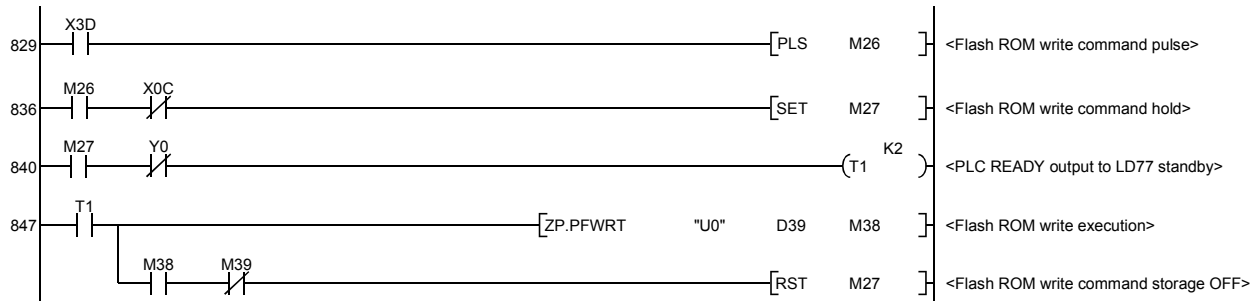 X3D
829 [PLS M26 ] <Flash ROM write command pulse>
M26 X0C
836 [SET M27 ] <Flash ROM write command hold>
M27 Y0 K2
840 (T1 ) <PLC READY output to LD77 standby>
T1
847 [ZP.PFWRT "U0" D39 M38 ] <Flash ROM write execution>
M38 M39
[RST M27 ] <Flash ROM write command storage OFF>